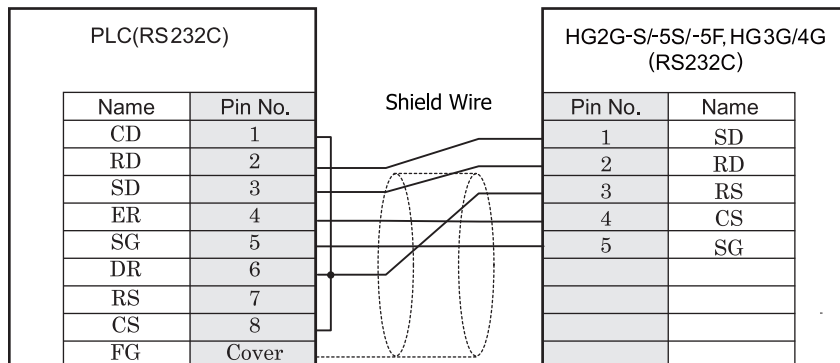 PLC(RS232C)
HG2G-S/-5S/-5F, HG3G/4G
(RS232C)
Shield Wire
Name Pin No.
CD 1
RD 2
SD 3
ER 4
SG 5
DR 6
RS 7
CS 8
FG Cover
Pin No. Name
1 SD
2 RD
3 RS
4 CS
5 SG